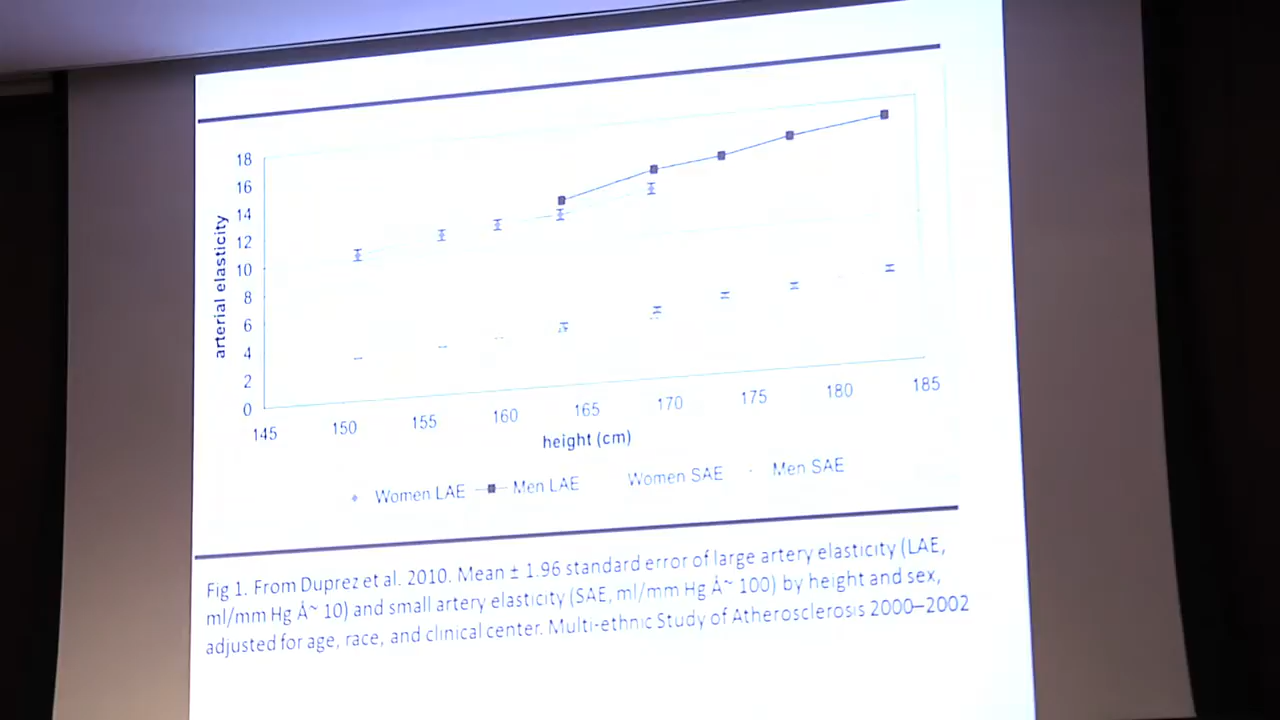 18
16
14
12
10
8
6
4
2
0
arterial elasticity
145 150 155 160 165 170 175 180 185
height (cm)
Women LAE Men LAE Women SAE Men SAE
Fig 1. From Duprez et al. 2010. Mean ± 1.96 standard error of large artery elasticity (LAE,
ml/mm Hg Â~ 10) and small artery elasticity (SAE, ml/mm Hg Â~ 100) by height and sex,
adjusted for age, race, and clinical center. Multi-ethnic Study of Atherosclerosis 2000–2002